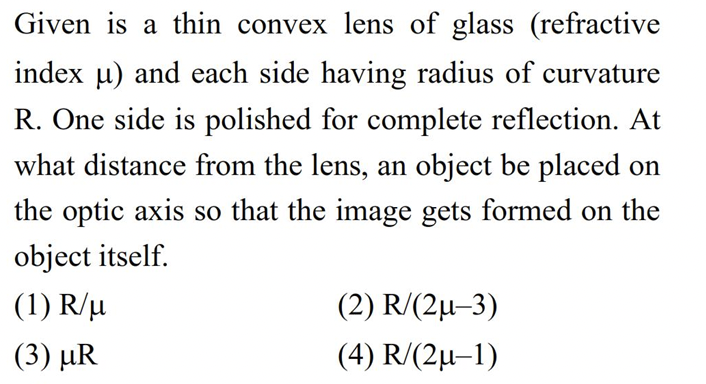 Given is a thin convex lens of glass (refractive
index μ) and each side having radius of curvature
R. One side is polished for complete reflection. At
what distance from the lens, an object be placed on
the optic axis so that the image gets formed on the
object itself.
(1) R/μ (2) R/(2μ–3)
(3) μR (4) R/(2μ–1)